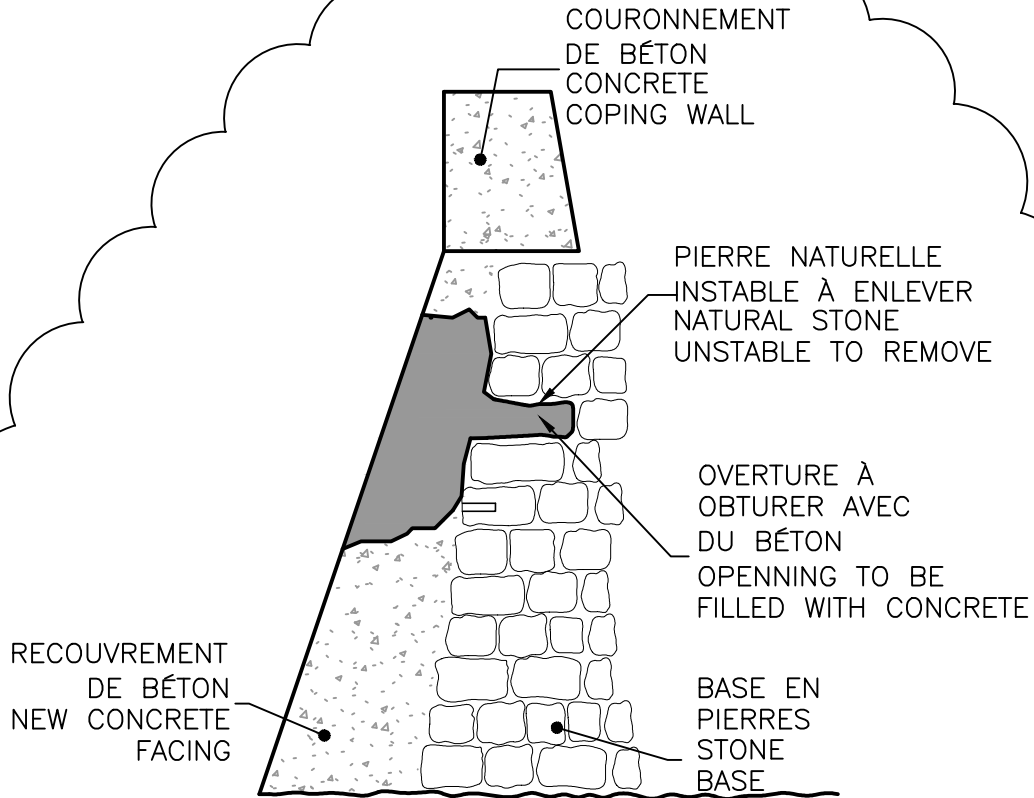 COURONNEMENT
DE BÉTON
CONCRETE
COPING WALL
PIERRE NATURELLE
INSTABLE À ENLEVER
NATURAL STONE
UNSTABLE TO REMOVE
OVERTURE À
OBTURER AVEC
DU BÉTON
OPENNING TO BE
FILLED WITH CONCRETE
RECOUVREMENT
DE BÉTON
NEW CONCRETE
FACING
BASE EN
PIERRES
STONE
BASE